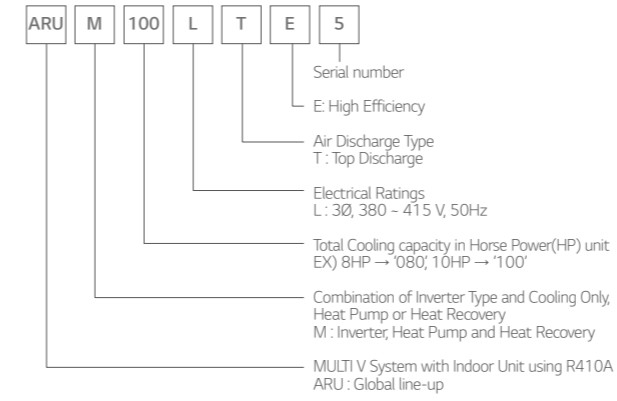 ARU M 100 L T E 5
Serial number
E: High Efficiency
Air Discharge Type
T : Top Discharge
Electrical Ratings
L : 3Ø, 380 ~ 415 V, 50Hz
Total Cooling capacity in Horse Power(HP) unit
EX) 8HP → ‘080’, 10HP → ‘100’
Combination of Inverter Type and Cooling Only,
Heat Pump or Heat Recovery
M : Inverter, Heat Pump and Heat Recovery
MULTI V System with Indoor Unit using R410A
ARU : Global line-up